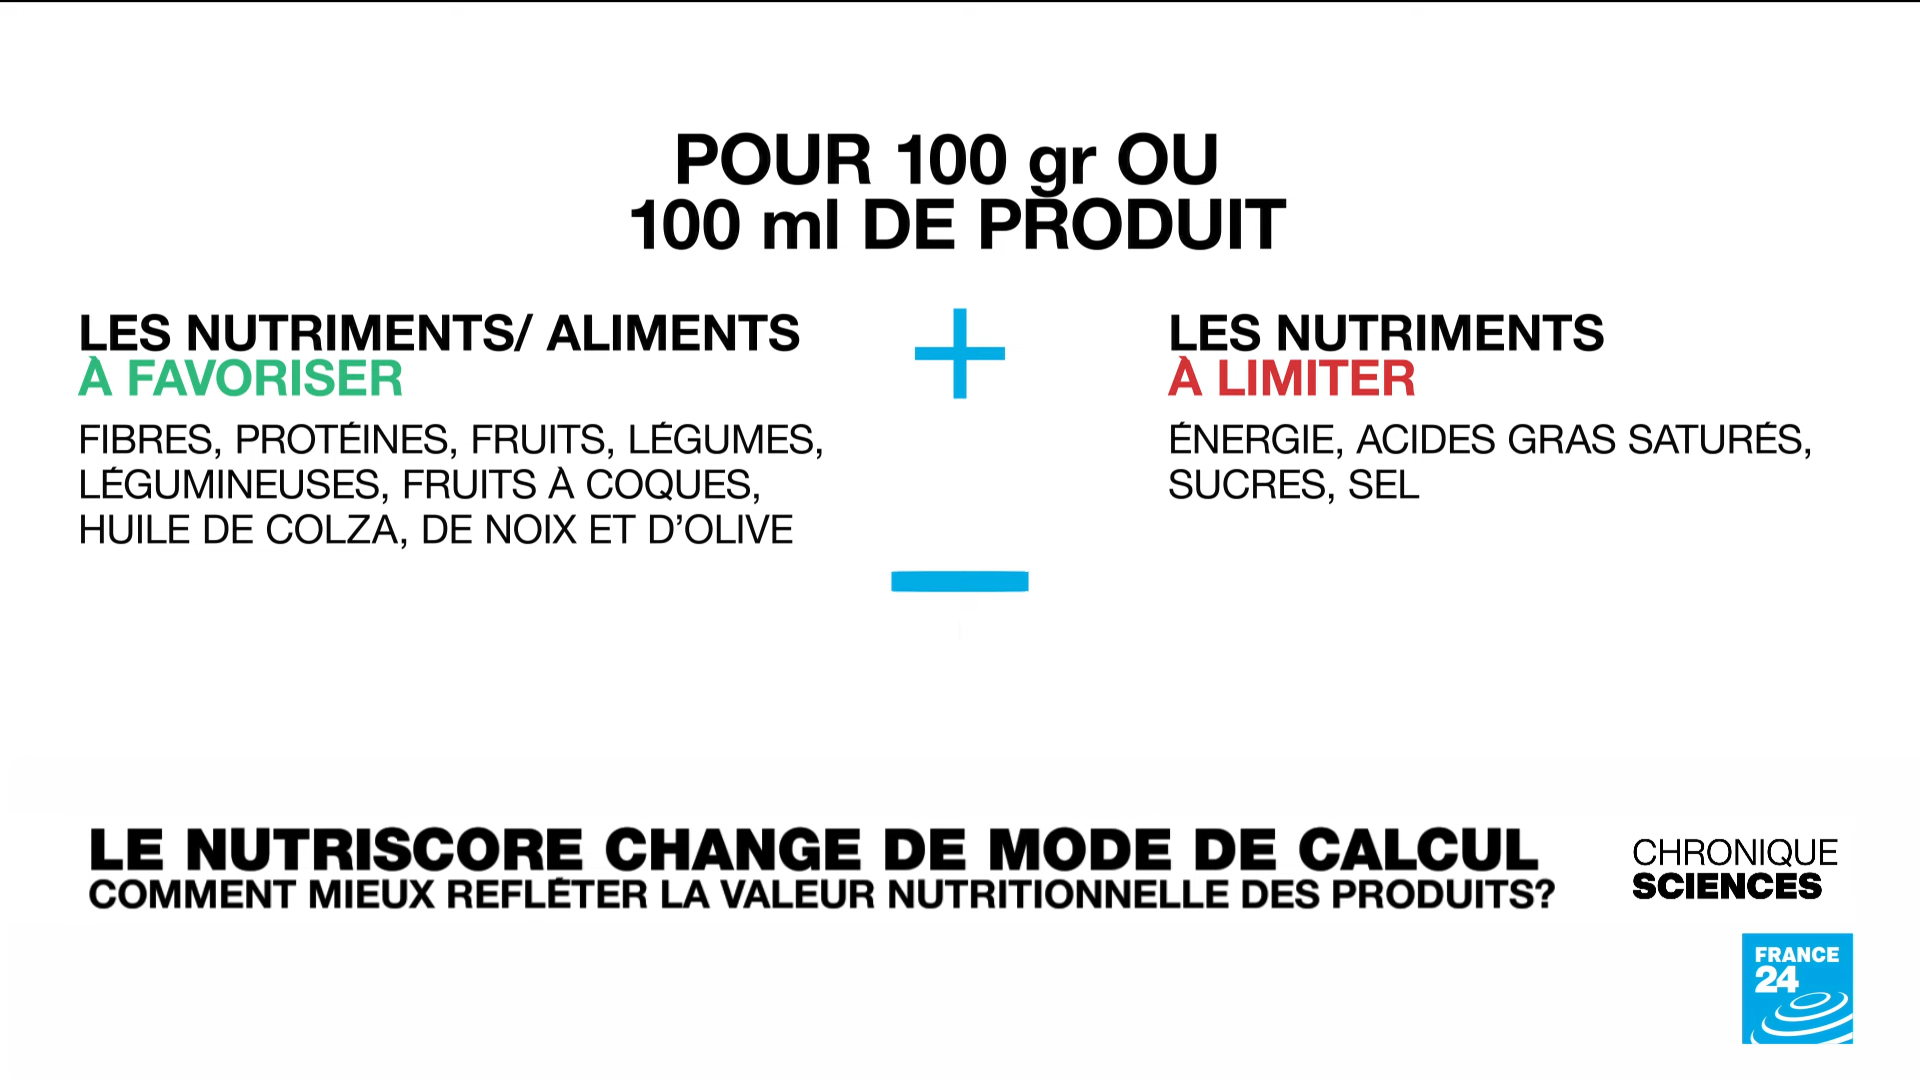 POUR 100 gr OU
100 ml DE PRODUIT
LES NUTRIMENTS/ ALIMENTS
À FAVORISER
FIBRES, PROTÉINES, FRUITS, LÉGUMES,
LÉGUMINEUSES, FRUITS À COQUES,
HUILE DE COLZA, DE NOIX ET D’OLIVE
+
LES NUTRIMENTS
À LIMITER
ÉNERGIE, ACIDES GRAS SATURÉS,
SUCRES, SEL
LE NUTRISCORE CHANGE DE MODE DE CALCUL
COMMENT MIEUX REFLÉTER LA VALEUR NUTRITIONNELLE DES PRODUITS?
CHRONIQUE
SCIENCES
FRANCE
24